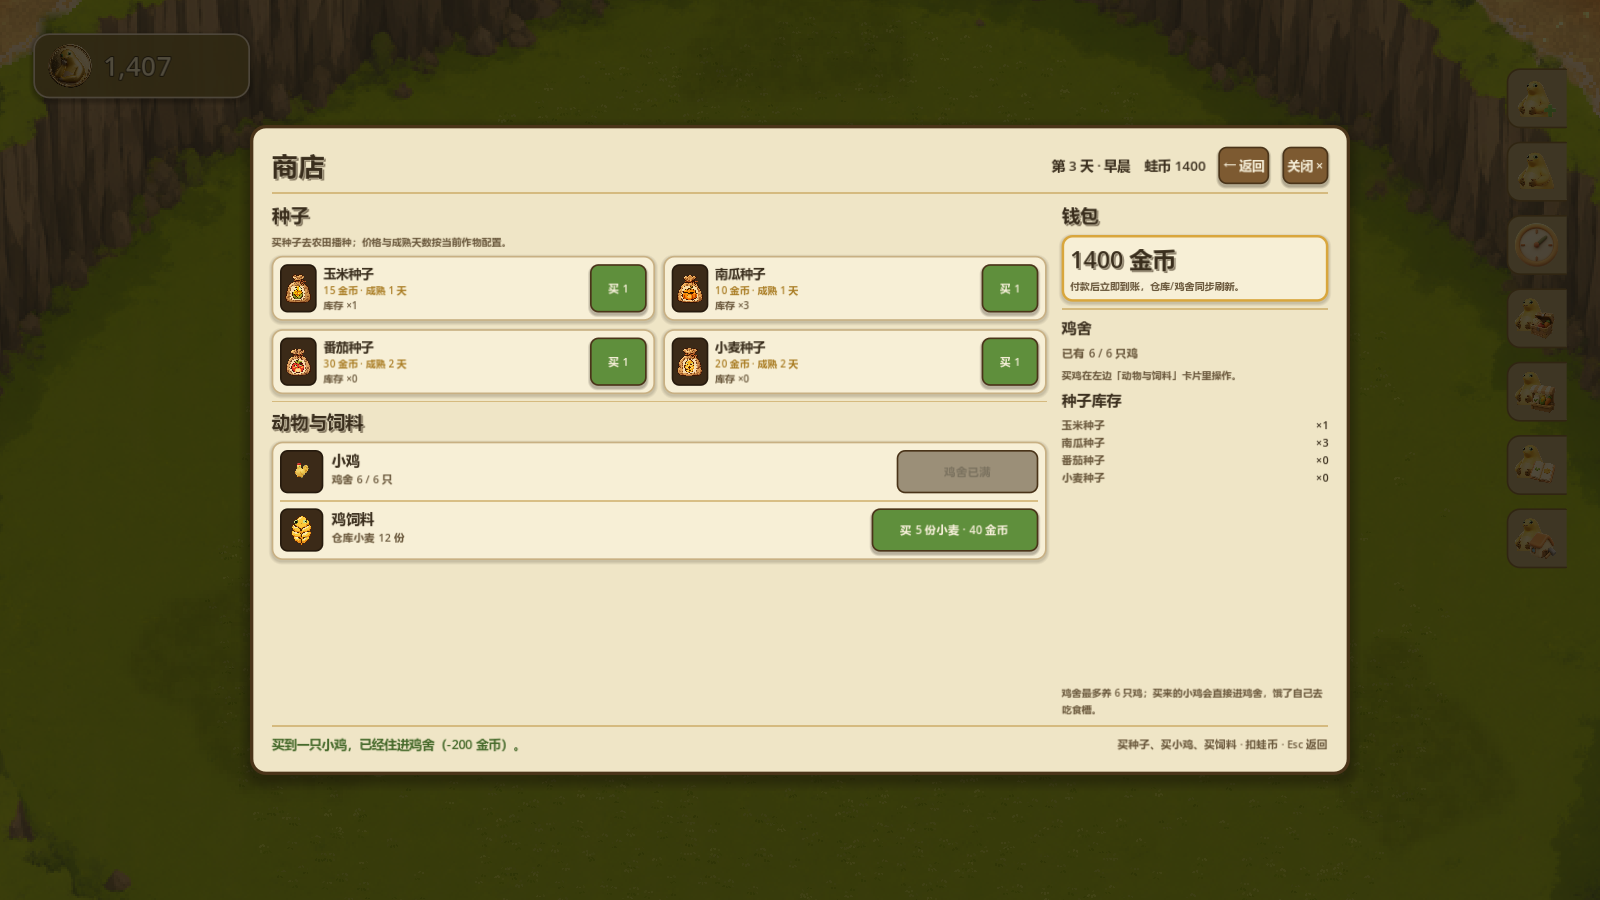 1,407
商店
第 3 天 · 早晨 蛙币 1400
← 返回
关闭 ×
种子
买种子去农田播种；价格与成熟天数按当前作物配置。
玉米种子
15 金币 · 成熟 1 天
库存 ×1
买 1
南瓜种子
10 金币 · 成熟 1 天
库存 ×3
买 1
番茄种子
30 金币 · 成熟 2 天
库存 ×0
买 1
小麦种子
20 金币 · 成熟 2 天
库存 ×0
买 1
动物与饲料
小鸡
鸡舍 6 / 6 只
鸡舍已满
鸡饲料
仓库小麦 12 份
买 5 份小麦 · 40 金币
钱包
1400 金币
付款后立即到账，仓库/鸡舍同步刷新。
鸡舍
已有 6 / 6 只鸡
买鸡在左边「动物与饲料」卡片里操作。
种子库存
玉米种子 ×1
南瓜种子 ×3
番茄种子 ×0
小麦种子 ×0
鸡舍最多养 6 只鸡；买来的小鸡会直接进鸡舍，饿了自己去
吃食槽。
买到一只小鸡，已经住进鸡舍（-200 金币）。
买种子、买小鸡、买饲料 · 扣蛙币 · Esc 返回